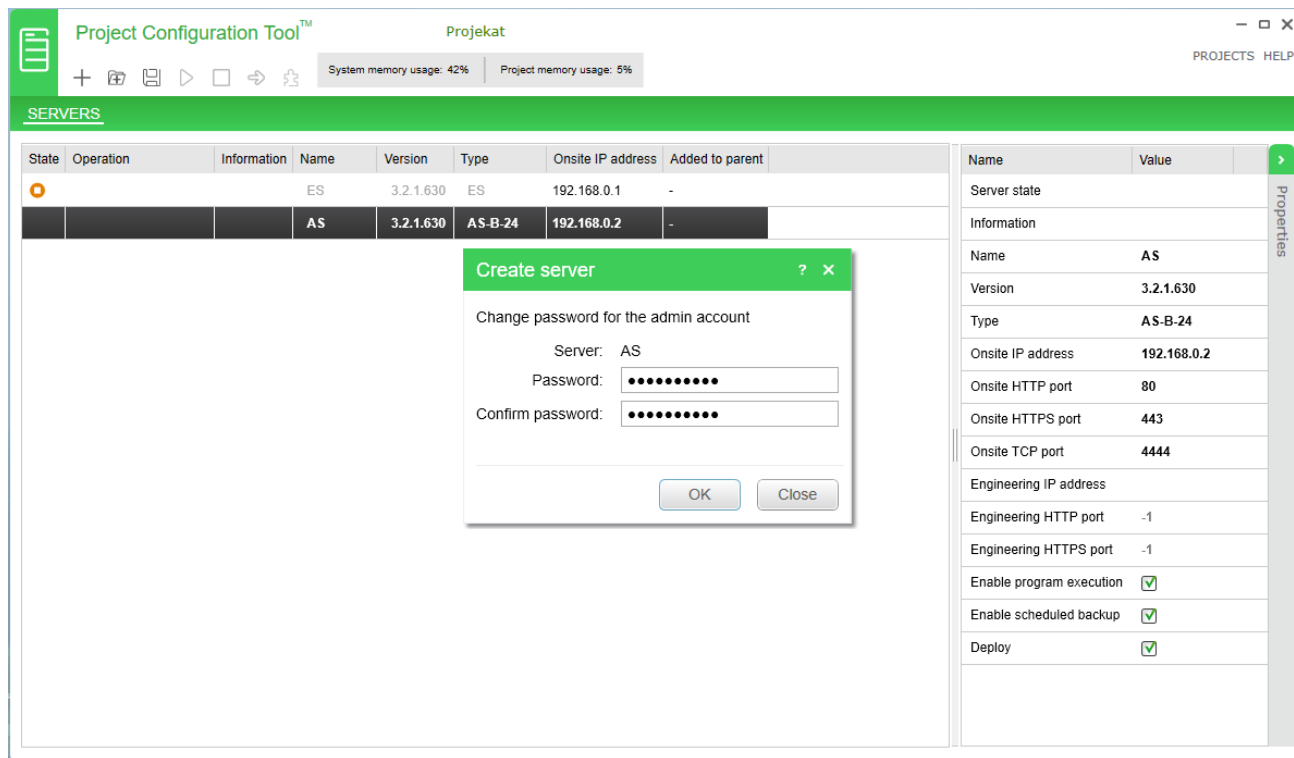 Project Configuration Tool™
Projekat
PROJECTS HELP
System memory usage: 42% Project memory usage: 5%
SERVERS
State Operation Information Name Version Type Onsite IP address Added to parent
ES 3.2.1.630 ES 192.168.0.1 -
AS 3.2.1.630 AS-B-24 192.168.0.2 -
Create server ? ×
Change password for the admin account
Server: AS
Password: ●●●●●●●●●●
Confirm password: ●●●●●●●●●●
OK Close
Name Value
Server state
Information
Name AS
Version 3.2.1.630
Type AS-B-24
Onsite IP address 192.168.0.2
Onsite HTTP port 80
Onsite HTTPS port 443
Onsite TCP port 4444
Engineering IP address
Engineering HTTP port -1
Engineering HTTPS port -1
Enable program execution
Enable scheduled backup
Deploy
Properties